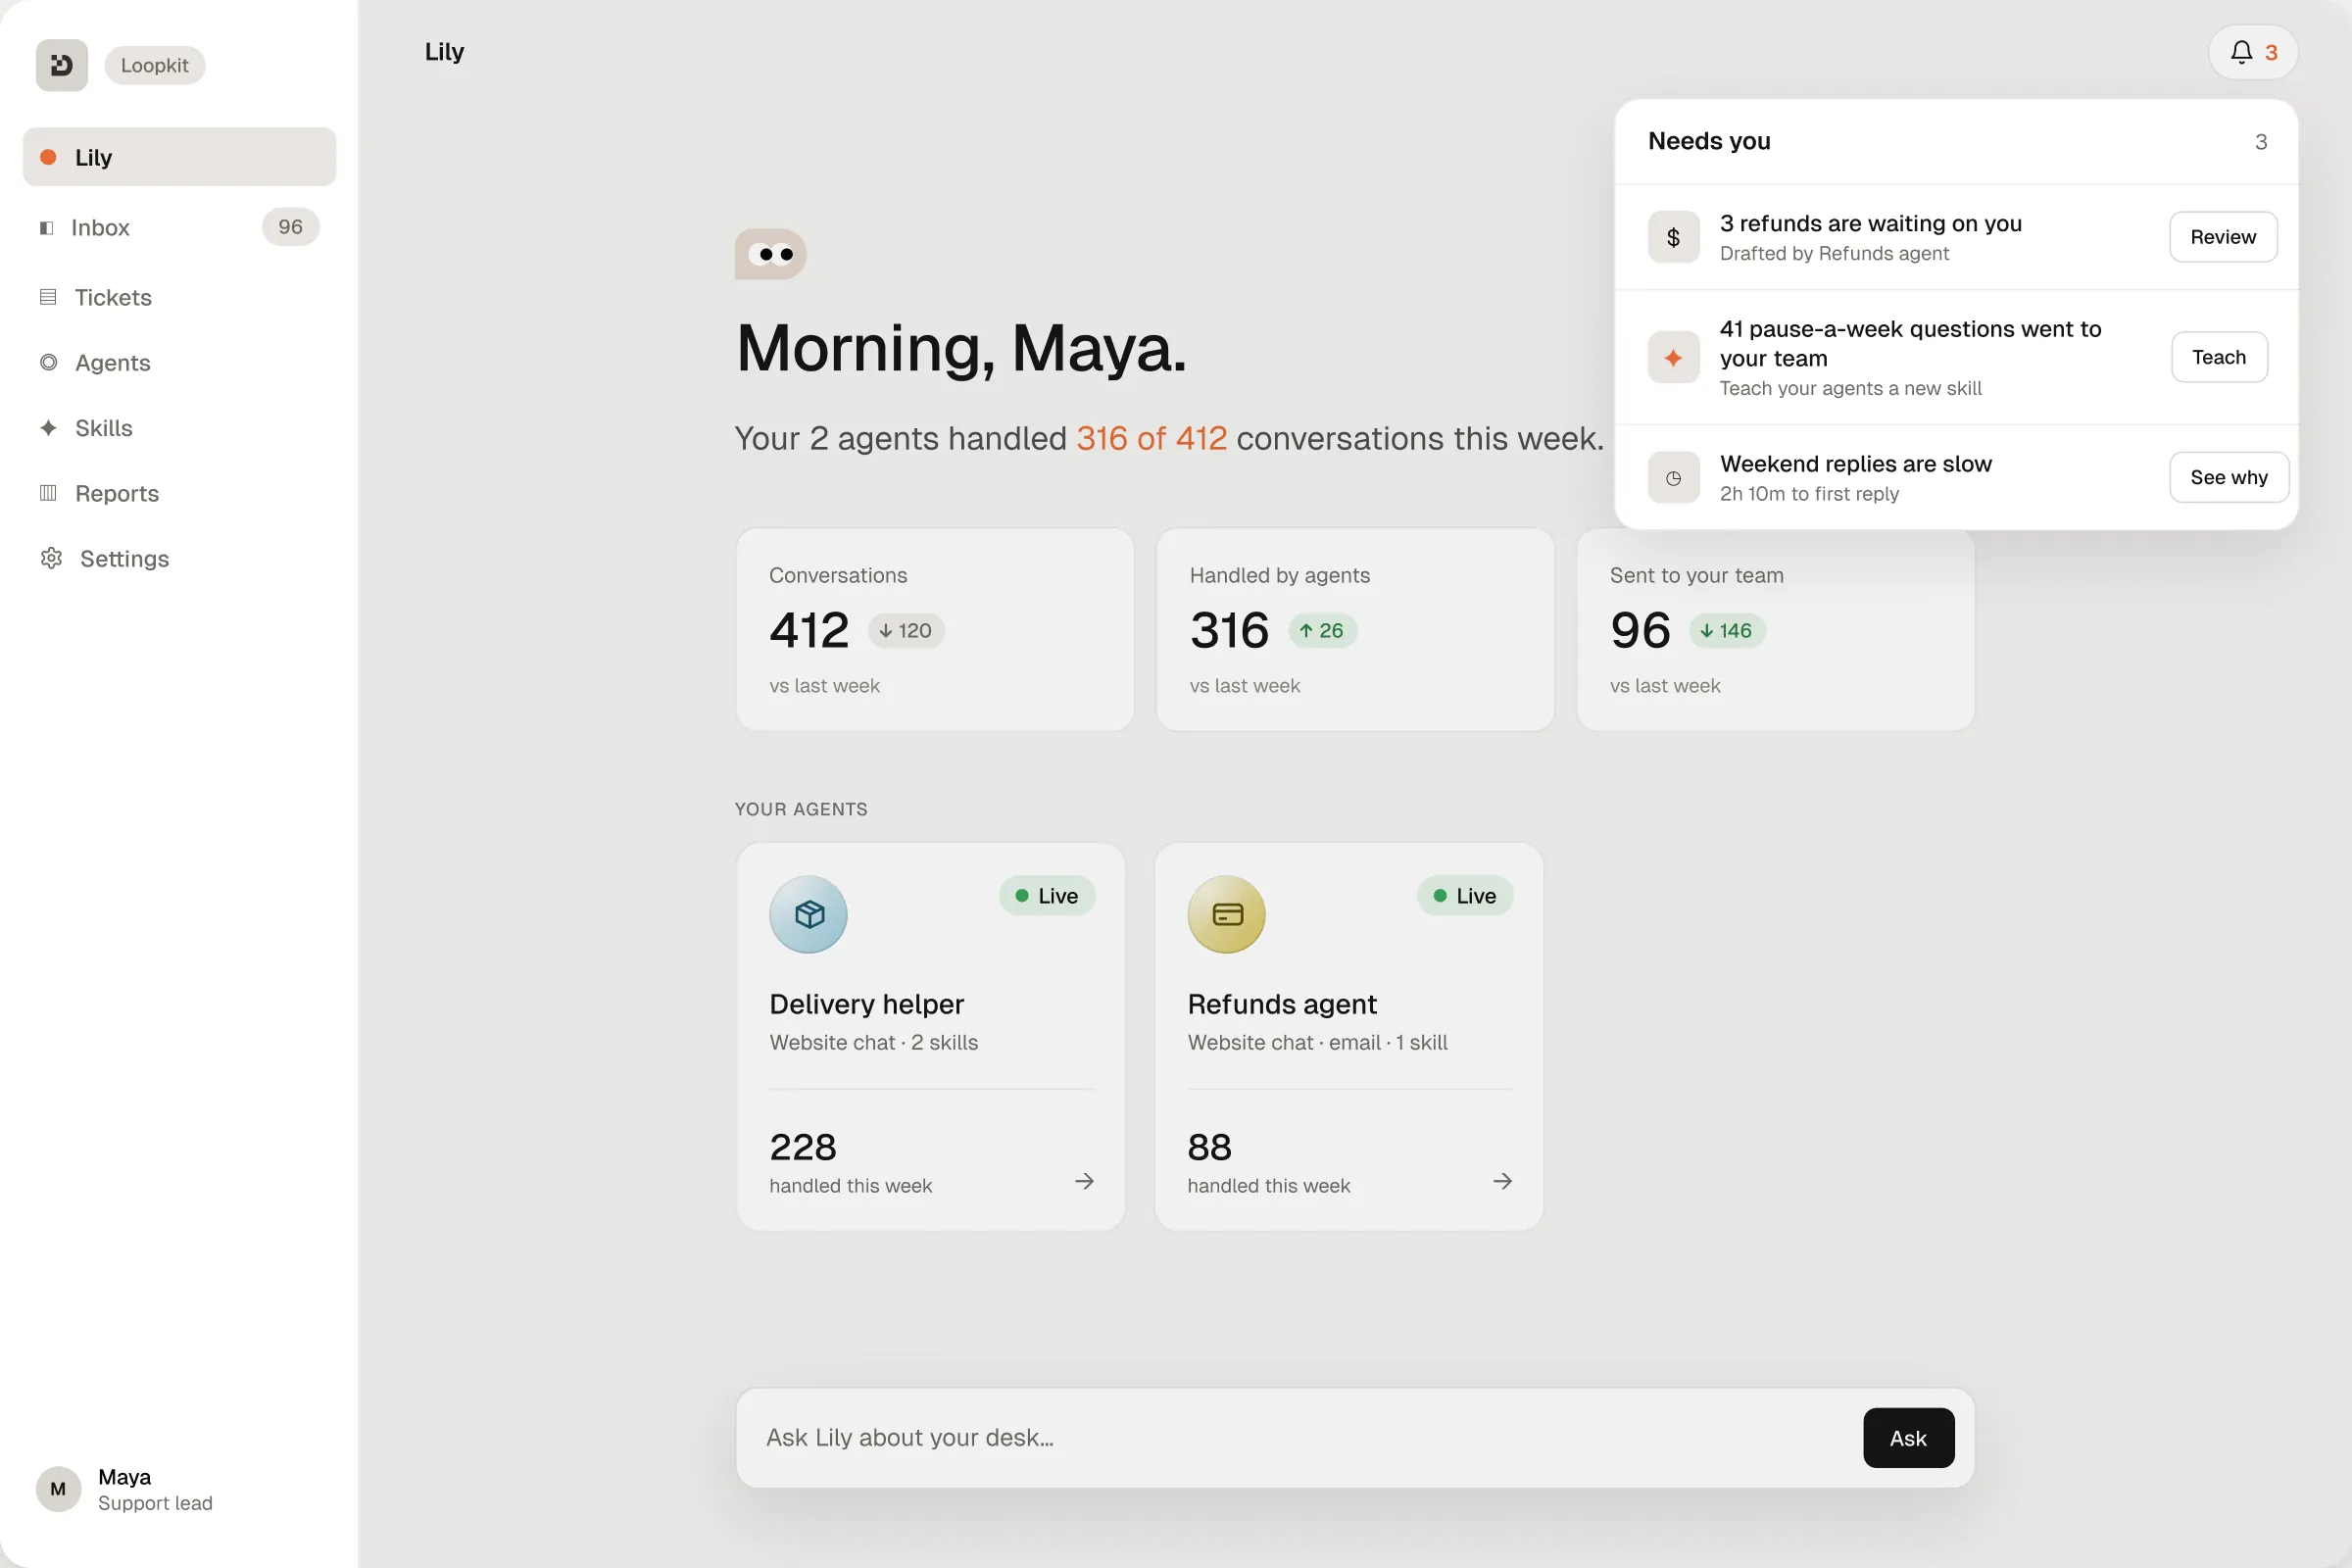 Loopkit
Lily
Inbox
96
Tickets
Agents
Skills
Reports
Settings
Maya
M
Support lead
Lily
3
Needs you
3
$
3 refunds are waiting on you
Drafted by Refunds agent
Review
41 pause-a-week questions went to
your team
Teach your agents a new skill
Teach
Weekend replies are slow
2h 10m to first reply
See why
Morning, Maya.
Your 2 agents handled 316 of 412 conversations this week.
Conversations
412
↓ 120
vs last week
Handled by agents
316
↑ 26
vs last week
Sent to your team
96
↓ 146
vs last week
YOUR AGENTS
Live
Delivery helper
Website chat · 2 skills
228
handled this week
→
Live
Refunds agent
Website chat · email · 1 skill
88
handled this week
→
Ask Lily about your desk…
Ask